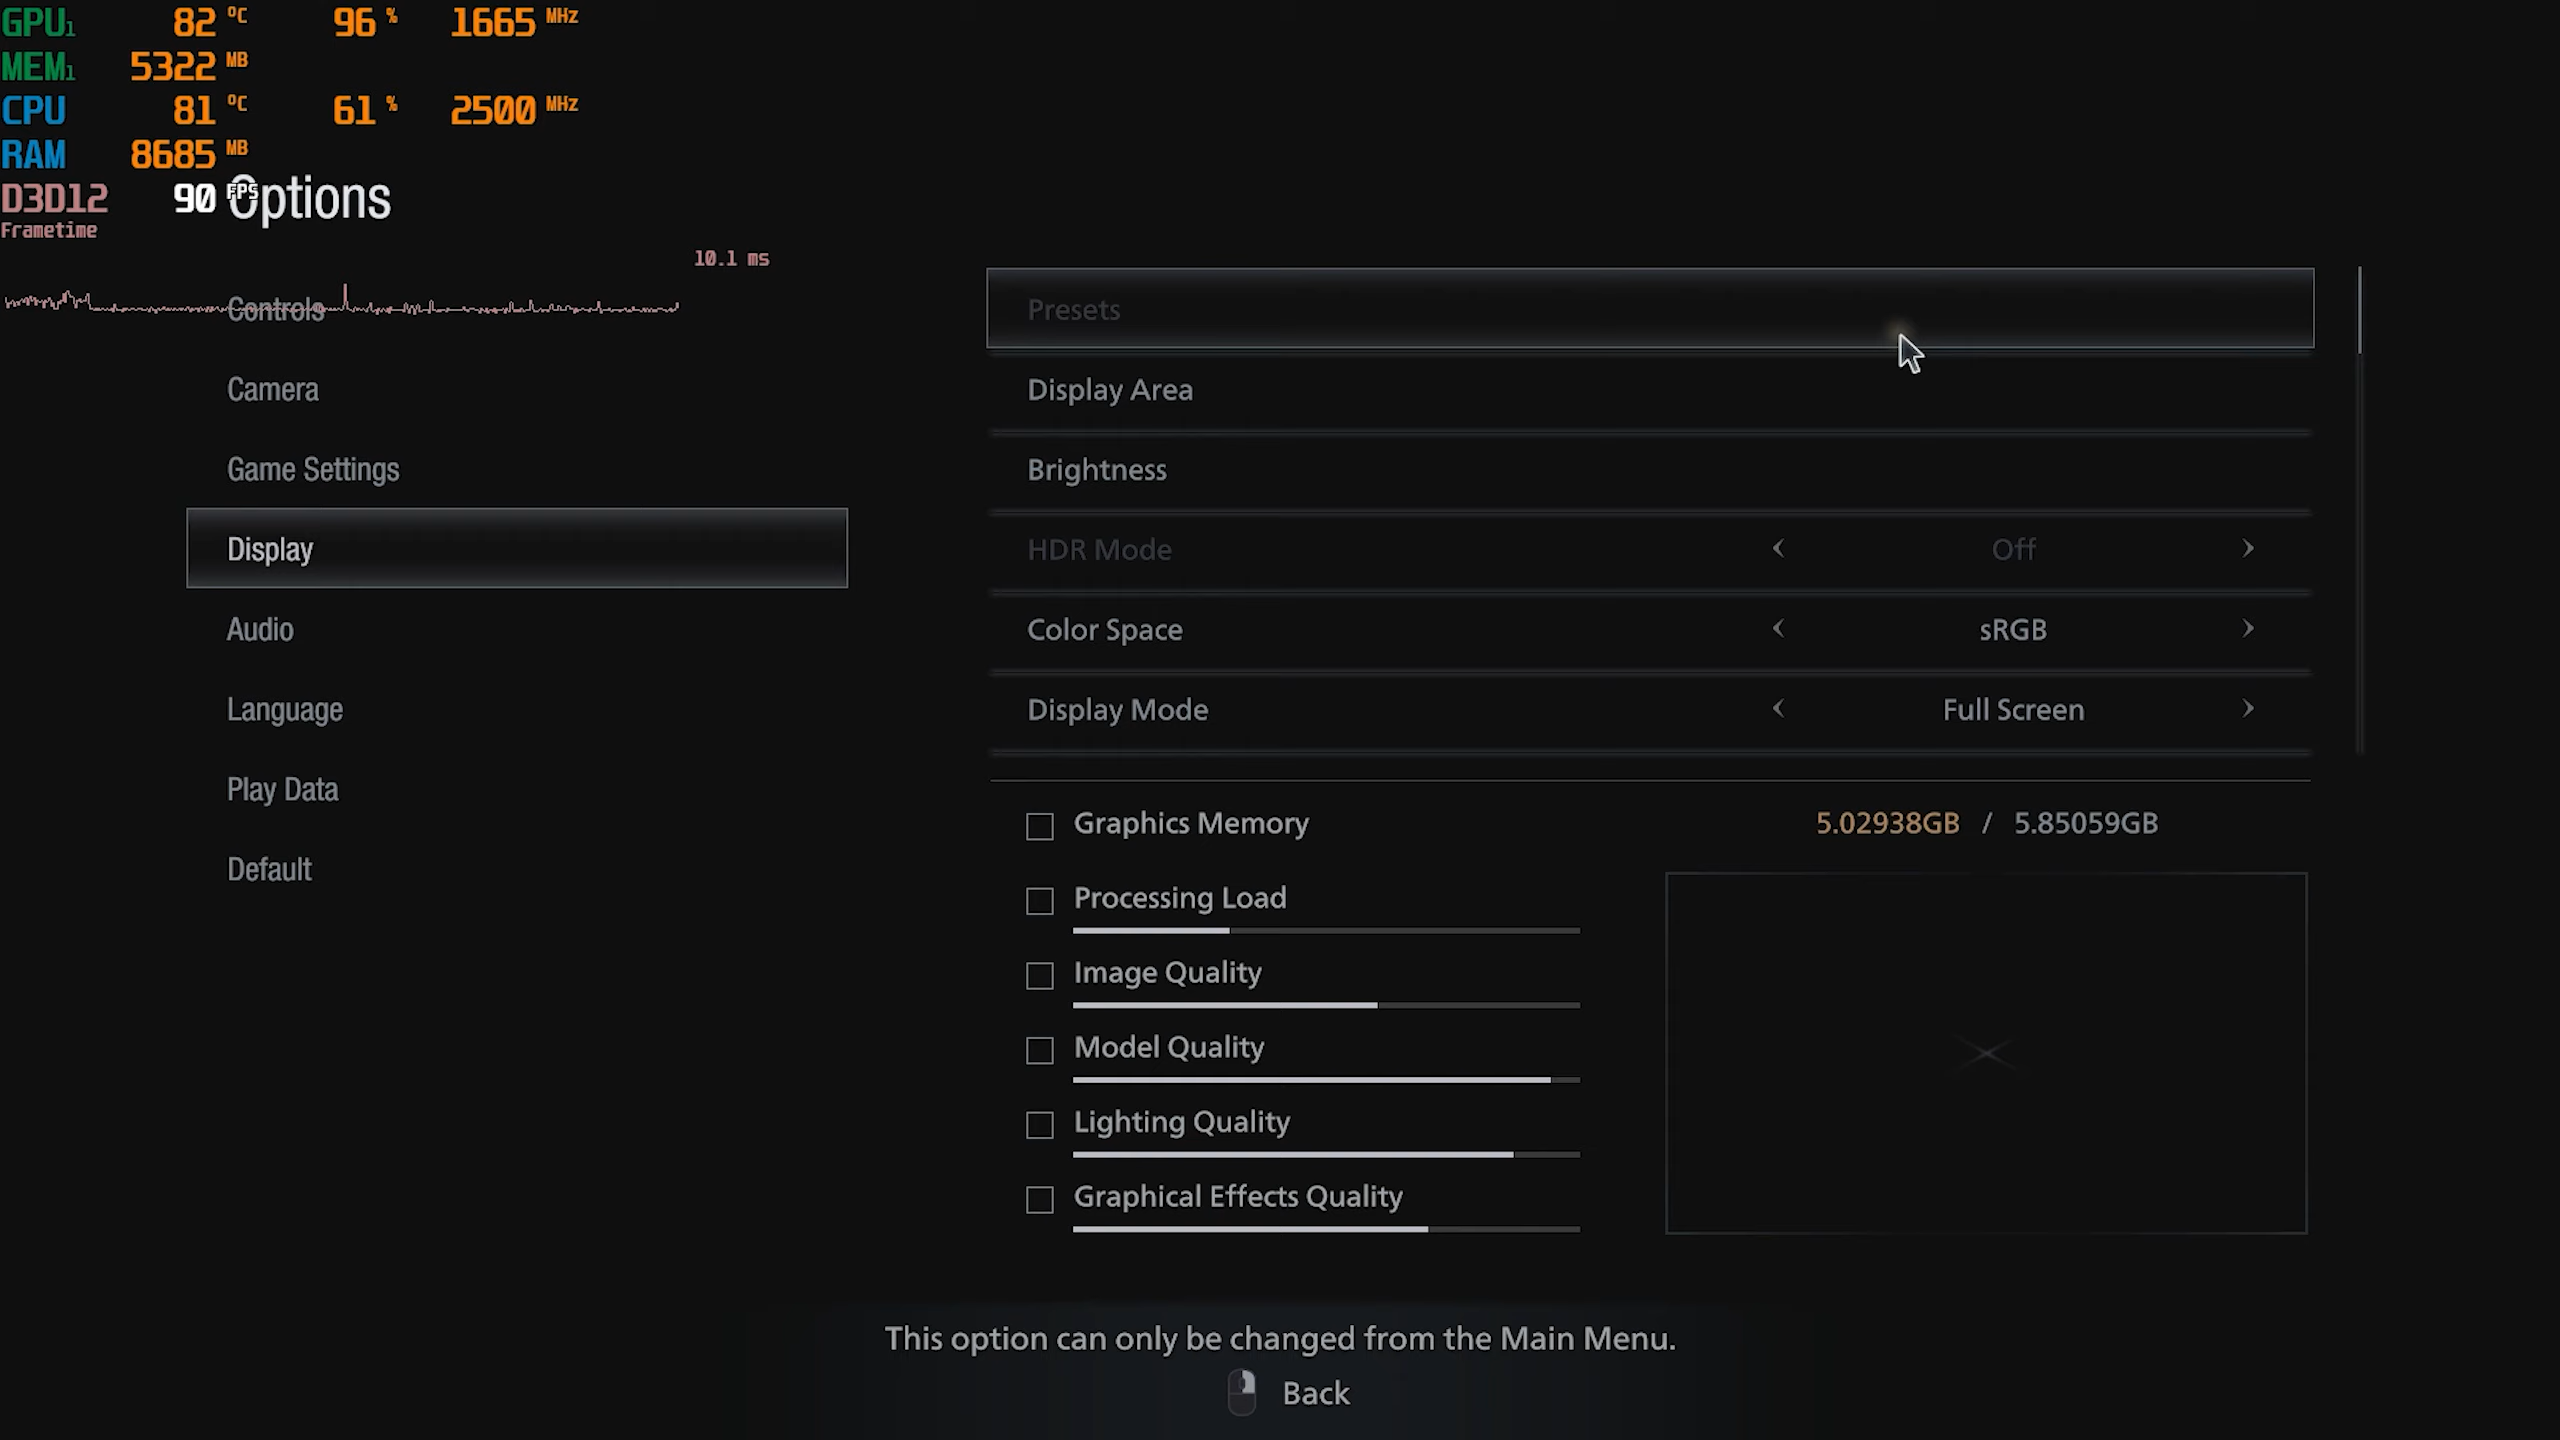 GPU1 82 °C 96 % 1665 MHz
MEM1 5322 MB
CPU 81 °C 61 % 2500 MHz
RAM 8685 MB
D3D12 90 FPS
Options
Frametime
10.1 ms
Controls
Camera
Game Settings
Display
Audio
Language
Play Data
Default
Presets
Display Area
Brightness
HDR Mode < Off >
Color Space < sRGB >
Display Mode < Full Screen >
Graphics Memory 5.02938GB / 5.85059GB
Processing Load
Image Quality
Model Quality
Lighting Quality
Graphical Effects Quality
This option can only be changed from the Main Menu.
Back